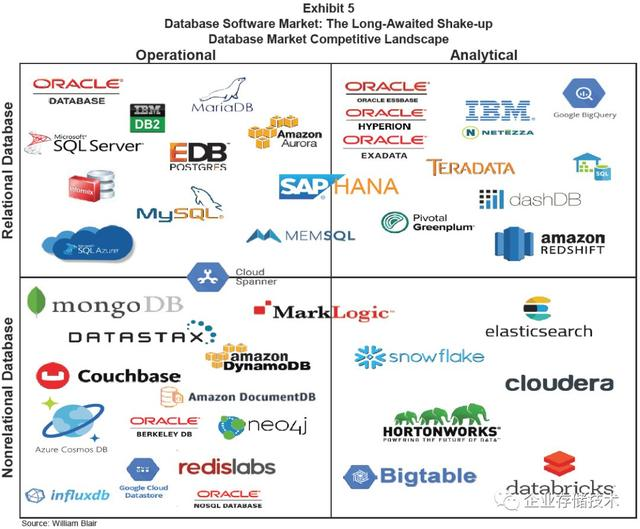 Exhibit 5
Database Software Market: The Long-Awaited Shake-up
Database Market Competitive Landscape
Operational
Analytical
Relational Database
ORACLE
DATABASE
IBM
DB2
MariaDB
Microsoft
SQL Server
EDB
POSTGRES
Amazon
Aurora
Informix
MySQL
SAP HANA
Microsoft
SQL Azure
MEMSQL
ORACLE
ORACLE ESSBASE
ORACLE
HYPERION
ORACLE
EXADATA
IBM
NETEZZA
Google BigQuery
TERADATA
SQL
dashDB
Pivotal
Greenplum
amazon
REDSHIFT
Cloud
Spanner
Nonrelational Database
mongoDB
MarkLogic
DATASTAX
amazon
DynamoDB
Couchbase
Amazon DocumentDB
Azure Cosmos DB
ORACLE
BERKELEY DB
neo4j
redislabs
influxdb
Google Cloud
Datastore
ORACLE
NOSQL DATABASE
elasticsearch
snowflake
cloudera
HORTONWORKS
POWERING THE FUTURE OF DATA
Bigtable
databricks
企业存储技术
Source: William Blair